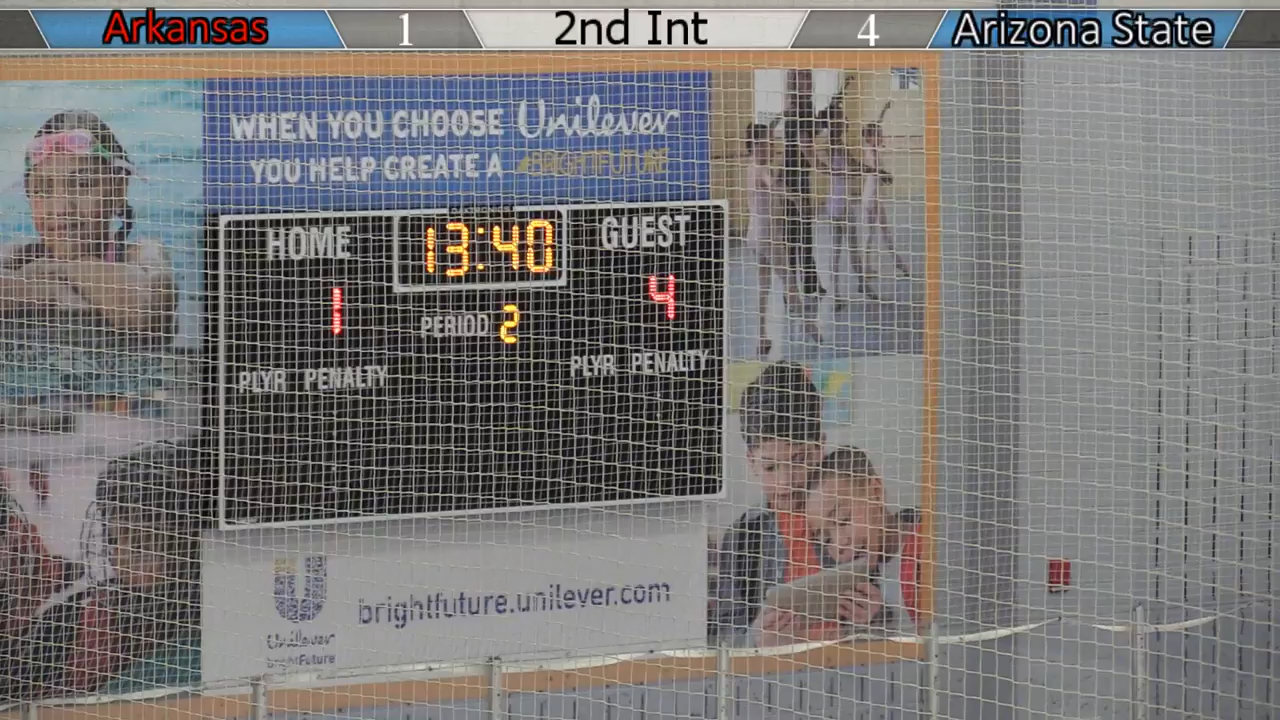 Arkansas 1 2nd Int 4 Arizona State
WHEN YOU CHOOSE Unilever
YOU HELP CREATE A #BRIGHTFUTURE
HOME 13:40 GUEST
1 PERIOD 2 4
PLYR PENALTY PLYR PENALTY
brightfuture.unilever.com
Unilever
brightFuture